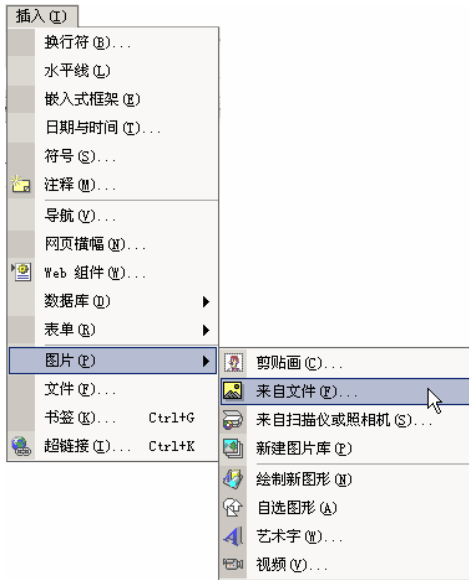 插入(I)
换行符(B)...
水平线(L)
嵌入式框架(E)
日期与时间(T)...
符号(S)...
注释(M)...
导航(V)...
网页横幅(N)...
Web 组件(W)...
数据库(D)
表单(R)
图片(P)
文件(F)...
书签(K)... Ctrl+G
超链接(I)... Ctrl+K
剪贴画(C)...
来自文件(F)...
来自扫描仪或照相机(S)...
新建图片库(P)
绘制新图形(N)
自选图形(A)
艺术字(W)...
视频(V)...